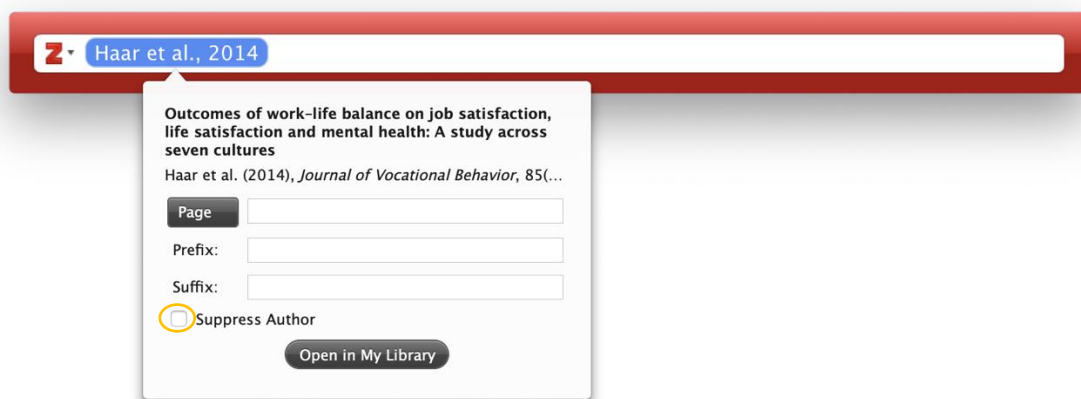 Z Haar et al., 2014
Outcomes of work–life balance on job satisfaction,
life satisfaction and mental health: A study across
seven cultures
Haar et al. (2014), Journal of Vocational Behavior, 85(…
Page
Prefix:
Suffix:
Suppress Author
Open in My Library